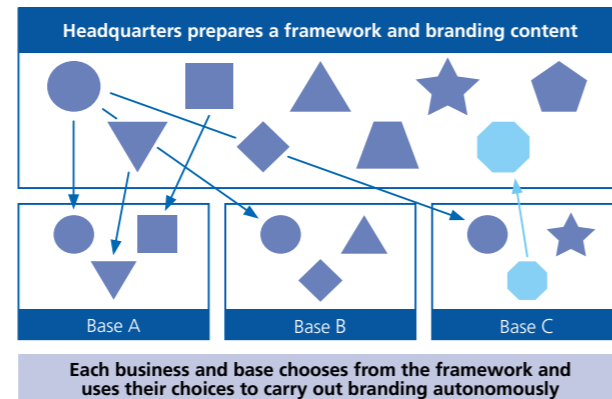 Headquarters prepares a framework and branding content
Base A
Base B
Base C
Each business and base chooses from the framework and
uses their choices to carry out branding autonomously